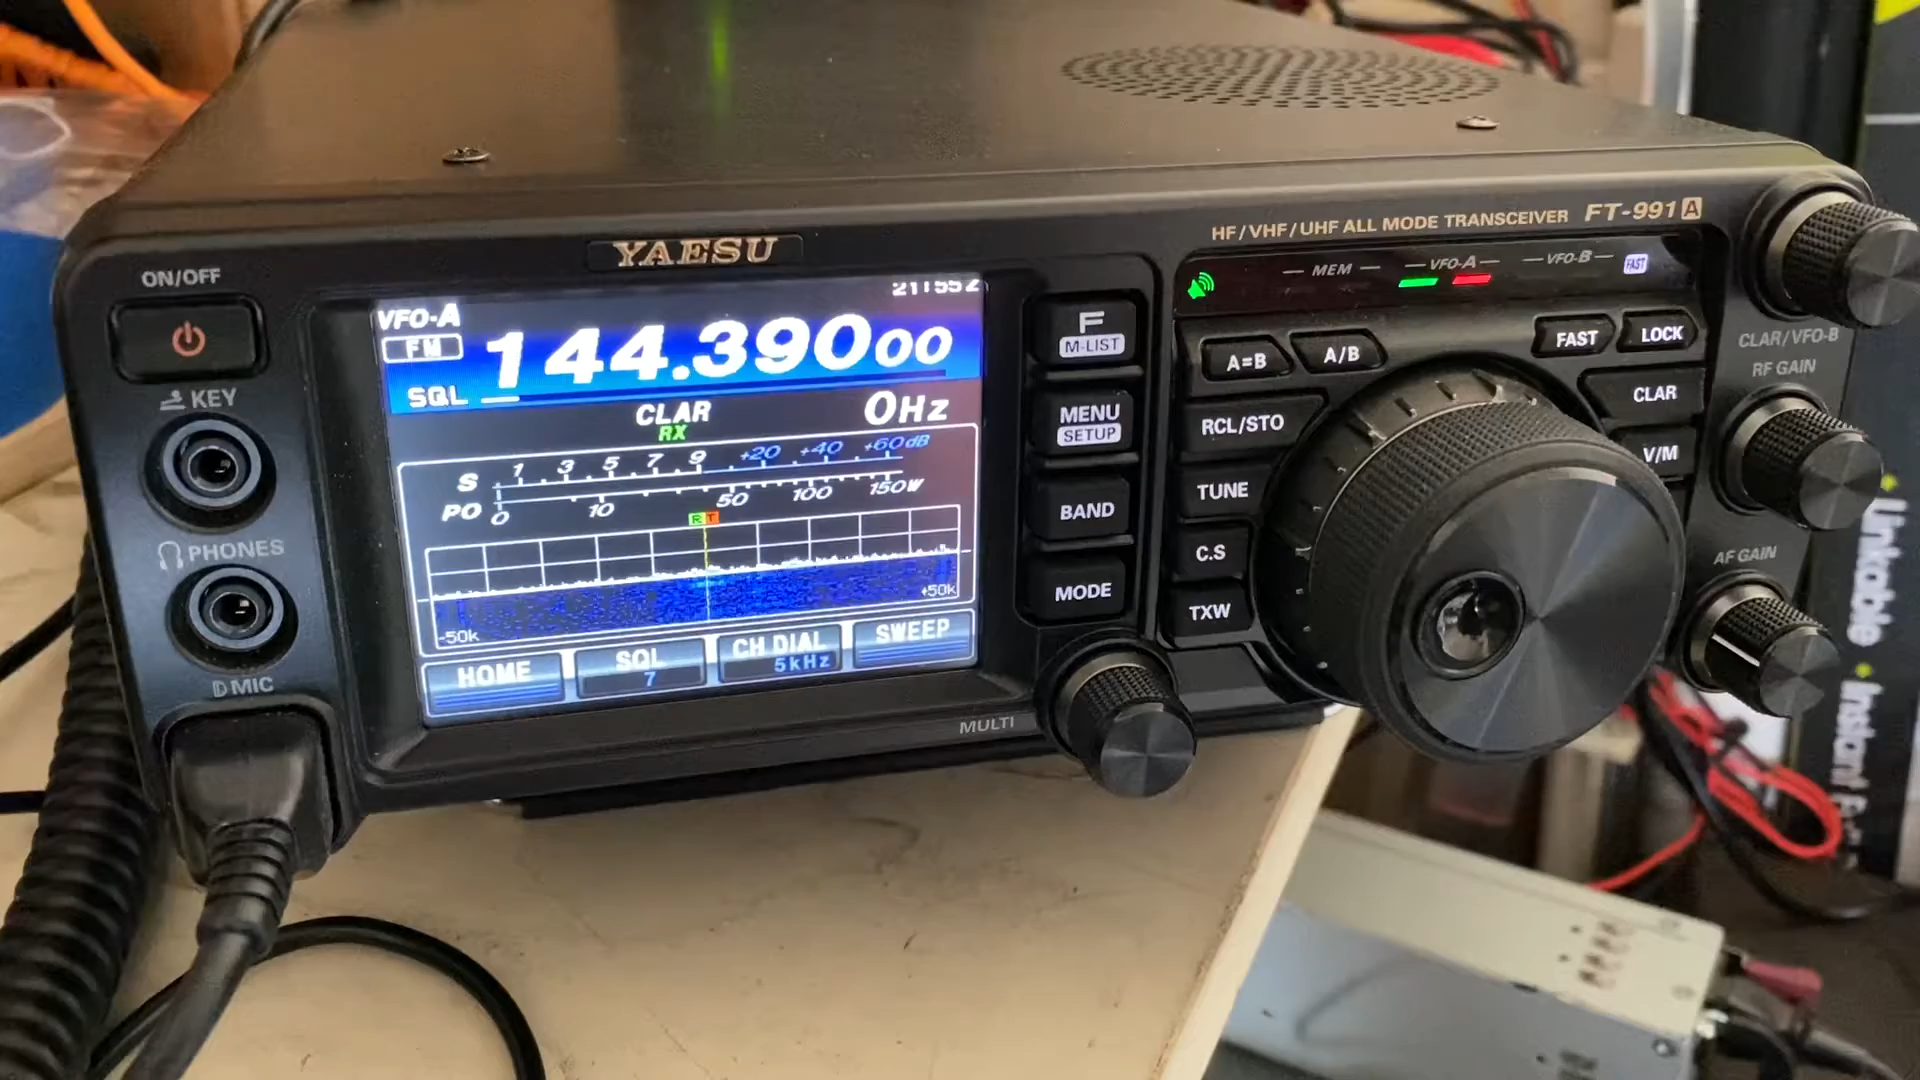 HF/VHF/UHF ALL MODE TRANSCEIVER FT-991A
YAESU
ON/OFF
KEY
PHONES
MIC
VFO-A
FM
144.39000
SQL
CLAR
0Hz
RX
S 1 3 5 7 9 +20 +40 +60dB
PO 0 10 50 100 150W
R T
-50k
+50k
HOME
SQL
7
CH DIAL
5kHz
SWEEP
F
M-LIST
MENU
SETUP
BAND
MODE
MULTI
MEM
VFO-A
VFO-B
FAST
A=B
A/B
FAST
LOCK
RCL/STO
CLAR
TUNE
V/M
C.S
TXW
CLAR/VFO-B
RF GAIN
AF GAIN
Linkable
Instant